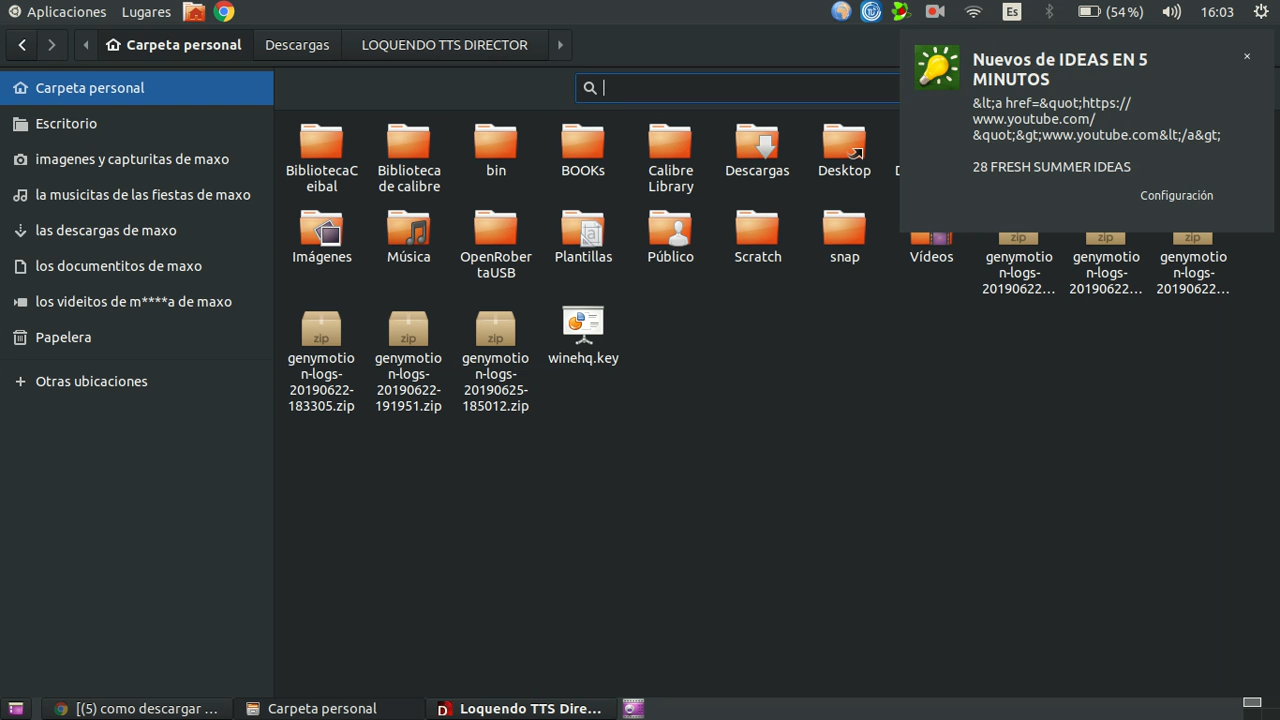 Aplicaciones Lugares Es (54 %) 16:03
Carpeta personal Descargas LOQUENDO TTS DIRECTOR
Nuevos de IDEAS EN 5
MINUTOS
&lt;a href=&quot;https://
www.youtube.com/
&quot;&gt;www.youtube.com&lt;/a&gt;
28 FRESH SUMMER IDEAS
Configuración
Carpeta personal
Escritorio
imagenes y capturitas de maxo
la musicitas de las fiestas de maxo
las descargas de maxo
los documentitos de maxo
los videitos de m****a de maxo
Papelera
Otras ubicaciones
BibliotecaC
eibal
Biblioteca
de calibre
bin
BOOKs
Calibre
Library
Descargas
Desktop
Imágenes
Música
OpenRober
taUSB
Plantillas
Público
Scratch
snap
Vídeos
zip
genymotio
n-logs-
20190622...
zip
genymotio
n-logs-
20190622...
zip
genymotio
n-logs-
20190622...
zip
genymotio
n-logs-
20190622-
183305.zip
zip
genymotio
n-logs-
20190622-
191951.zip
zip
genymotio
n-logs-
20190625-
185012.zip
winehq.key
[(5) como descargar ... Carpeta personal Loquendo TTS Dire...